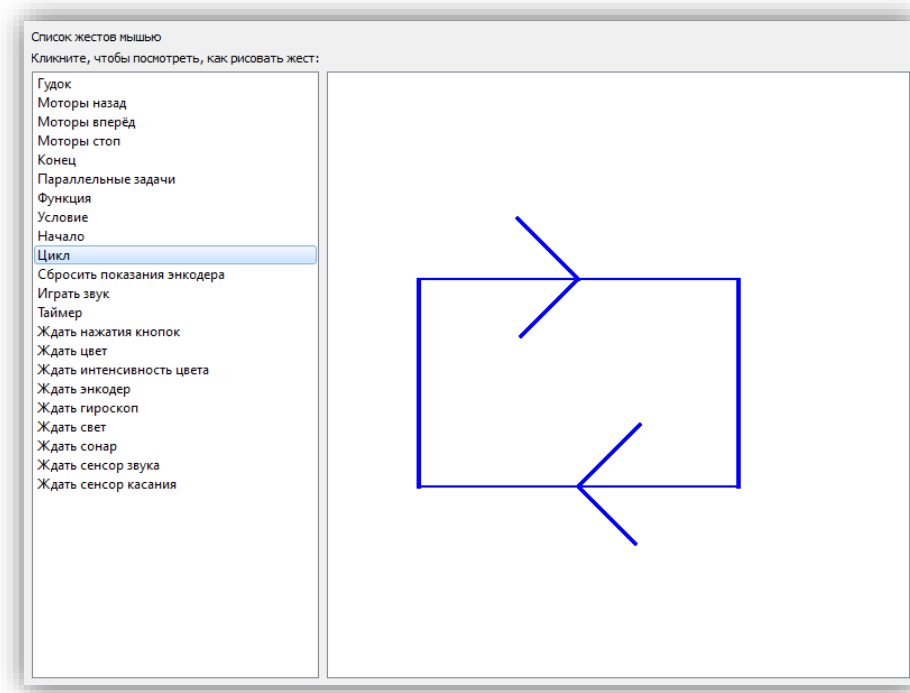 Список жестов мышью
Кликните, чтобы посмотреть, как рисовать жест:
Гудок
Моторы назад
Моторы вперёд
Моторы стоп
Конец
Параллельные задачи
Функция
Условие
Начало
Цикл
Сбросить показания энкодера
Играть звук
Таймер
Ждать нажатия кнопок
Ждать цвет
Ждать интенсивность цвета
Ждать энкодер
Ждать гироскоп
Ждать свет
Ждать сонар
Ждать сенсор звука
Ждать сенсор касания